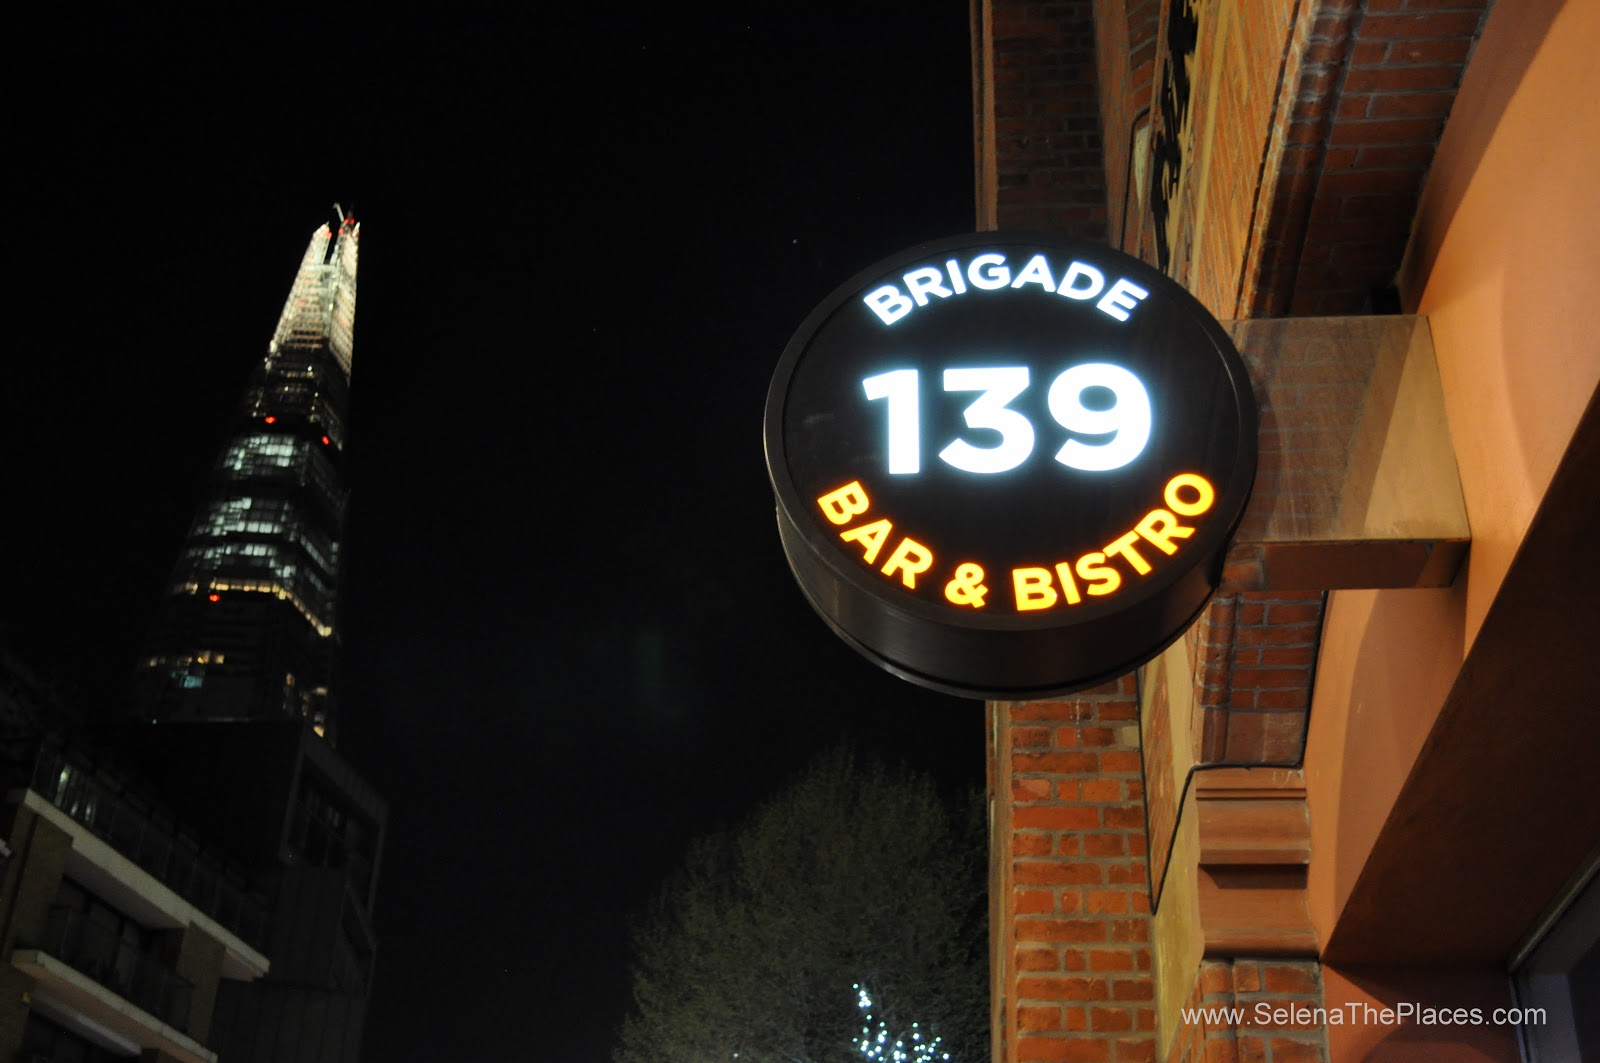 BRIGADE
139
BAR & BISTRO
www.SelenaThePlaces.com